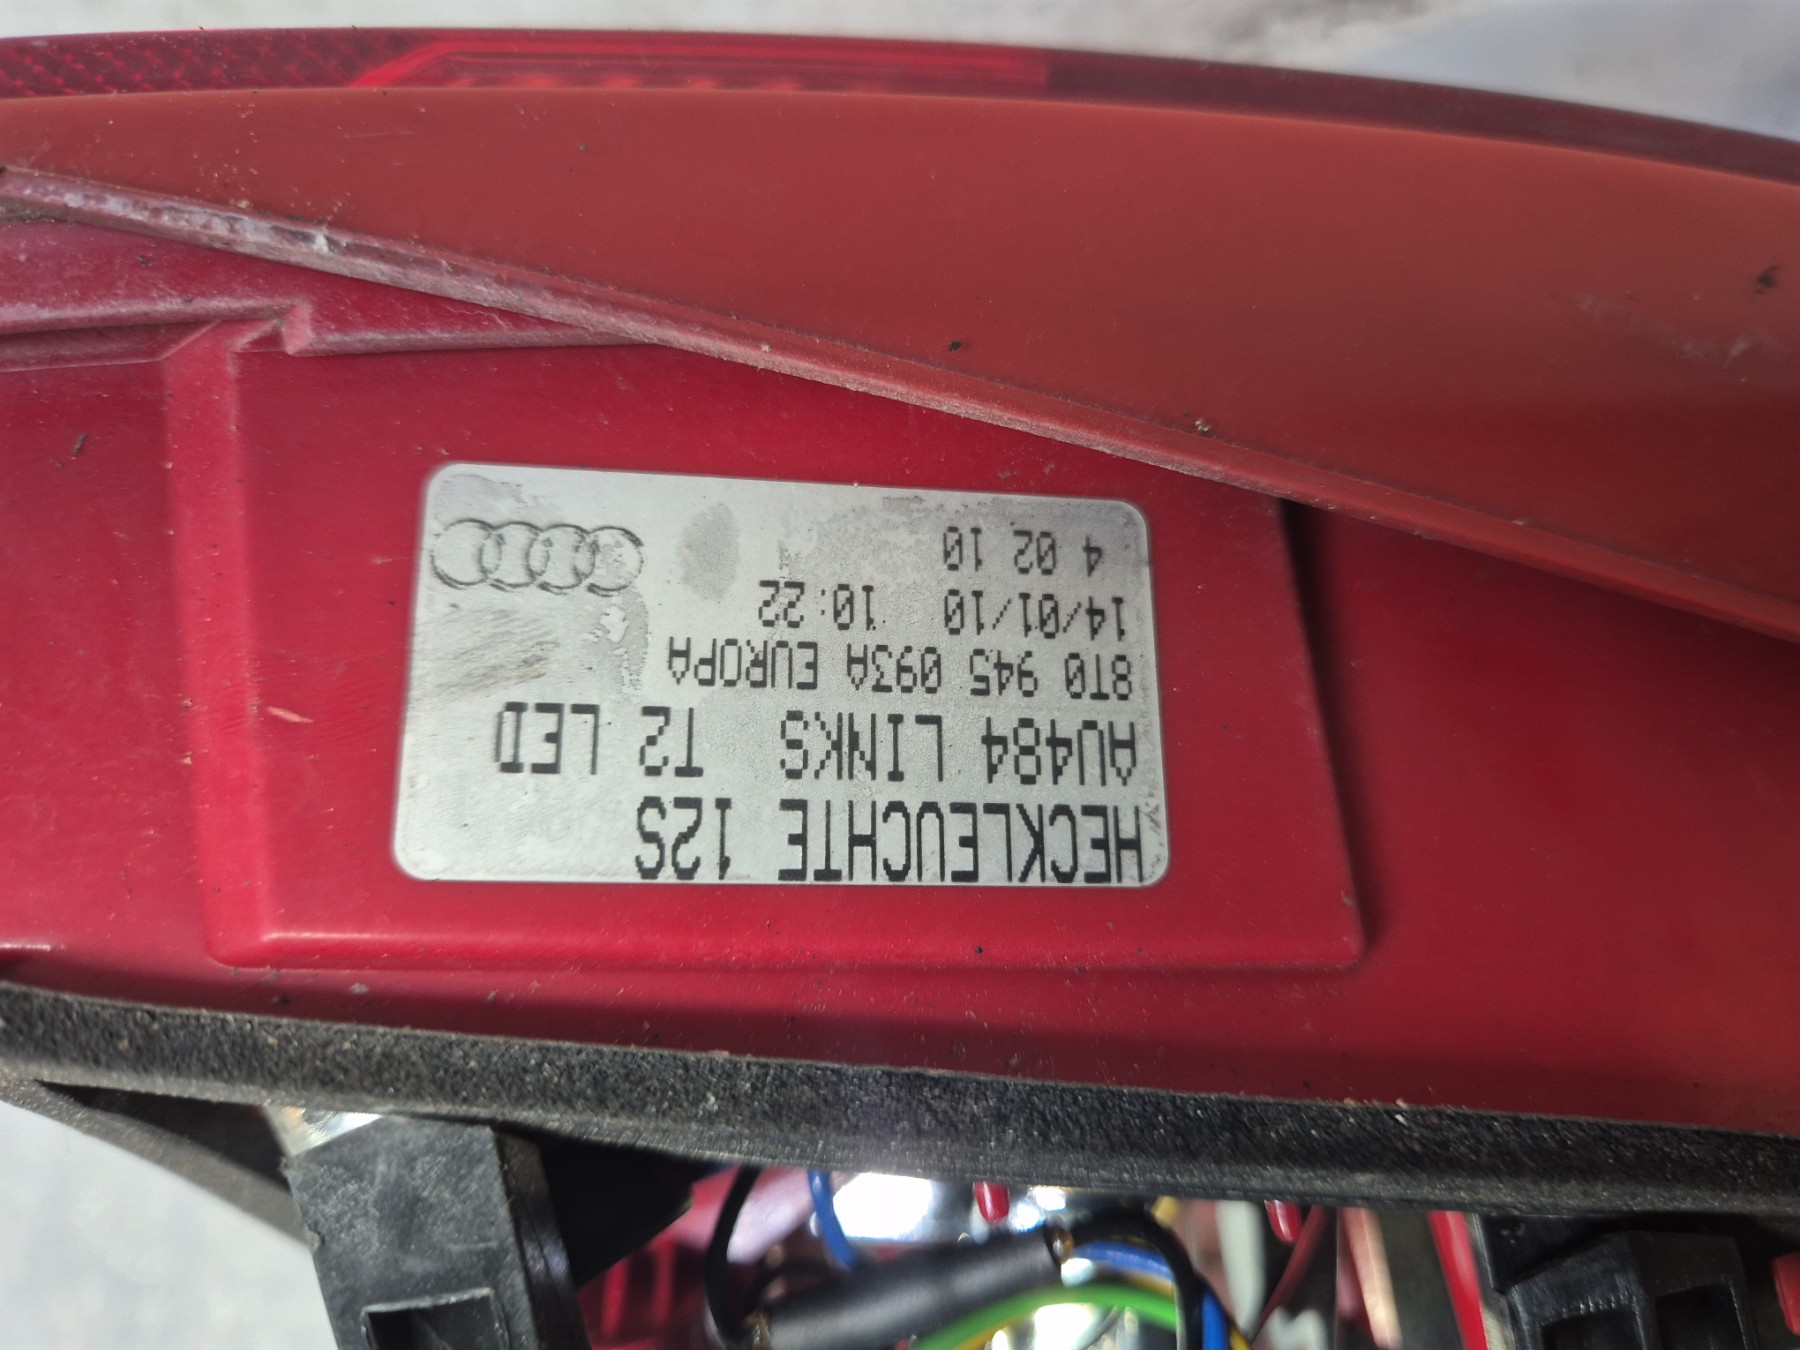 HECKLEUCHTE 12S
AU484 LINKS T2 LED
8T0 945 093A EUROPA
14/01/10 10:22
4 02 10